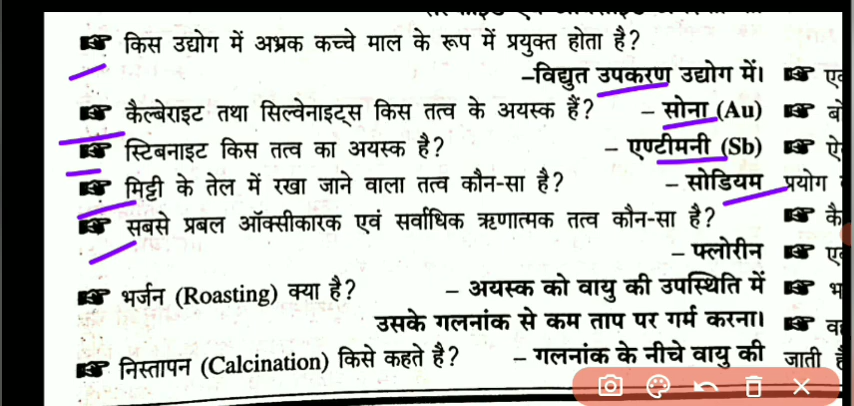 ☞ किस उद्योग में अभ्रक कच्चे माल के रूप में प्रयुक्त होता है?
–विद्युत उपकरण उद्योग में।
☞ कैल्बेराइट तथा सिल्वेनाइट्स किस तत्व के अयस्क हैं? – सोना (Au)
☞ स्टिबनाइट किस तत्व का अयस्क है? – एण्टीमनी (Sb)
☞ मिट्टी के तेल में रखा जाने वाला तत्व कौन-सा है? – सोडियम
☞ सबसे प्रबल ऑक्सीकारक एवं सर्वाधिक ऋणात्मक तत्व कौन-सा है?
– फ्लोरीन
☞ भर्जन (Roasting) क्या है? – अयस्क को वायु की उपस्थिति में
उसके गलनांक से कम ताप पर गर्म करना।
☞ निस्तापन (Calcination) किसे कहते है? – गलनांक के नीचे वायु की
प्रयोग
जाती